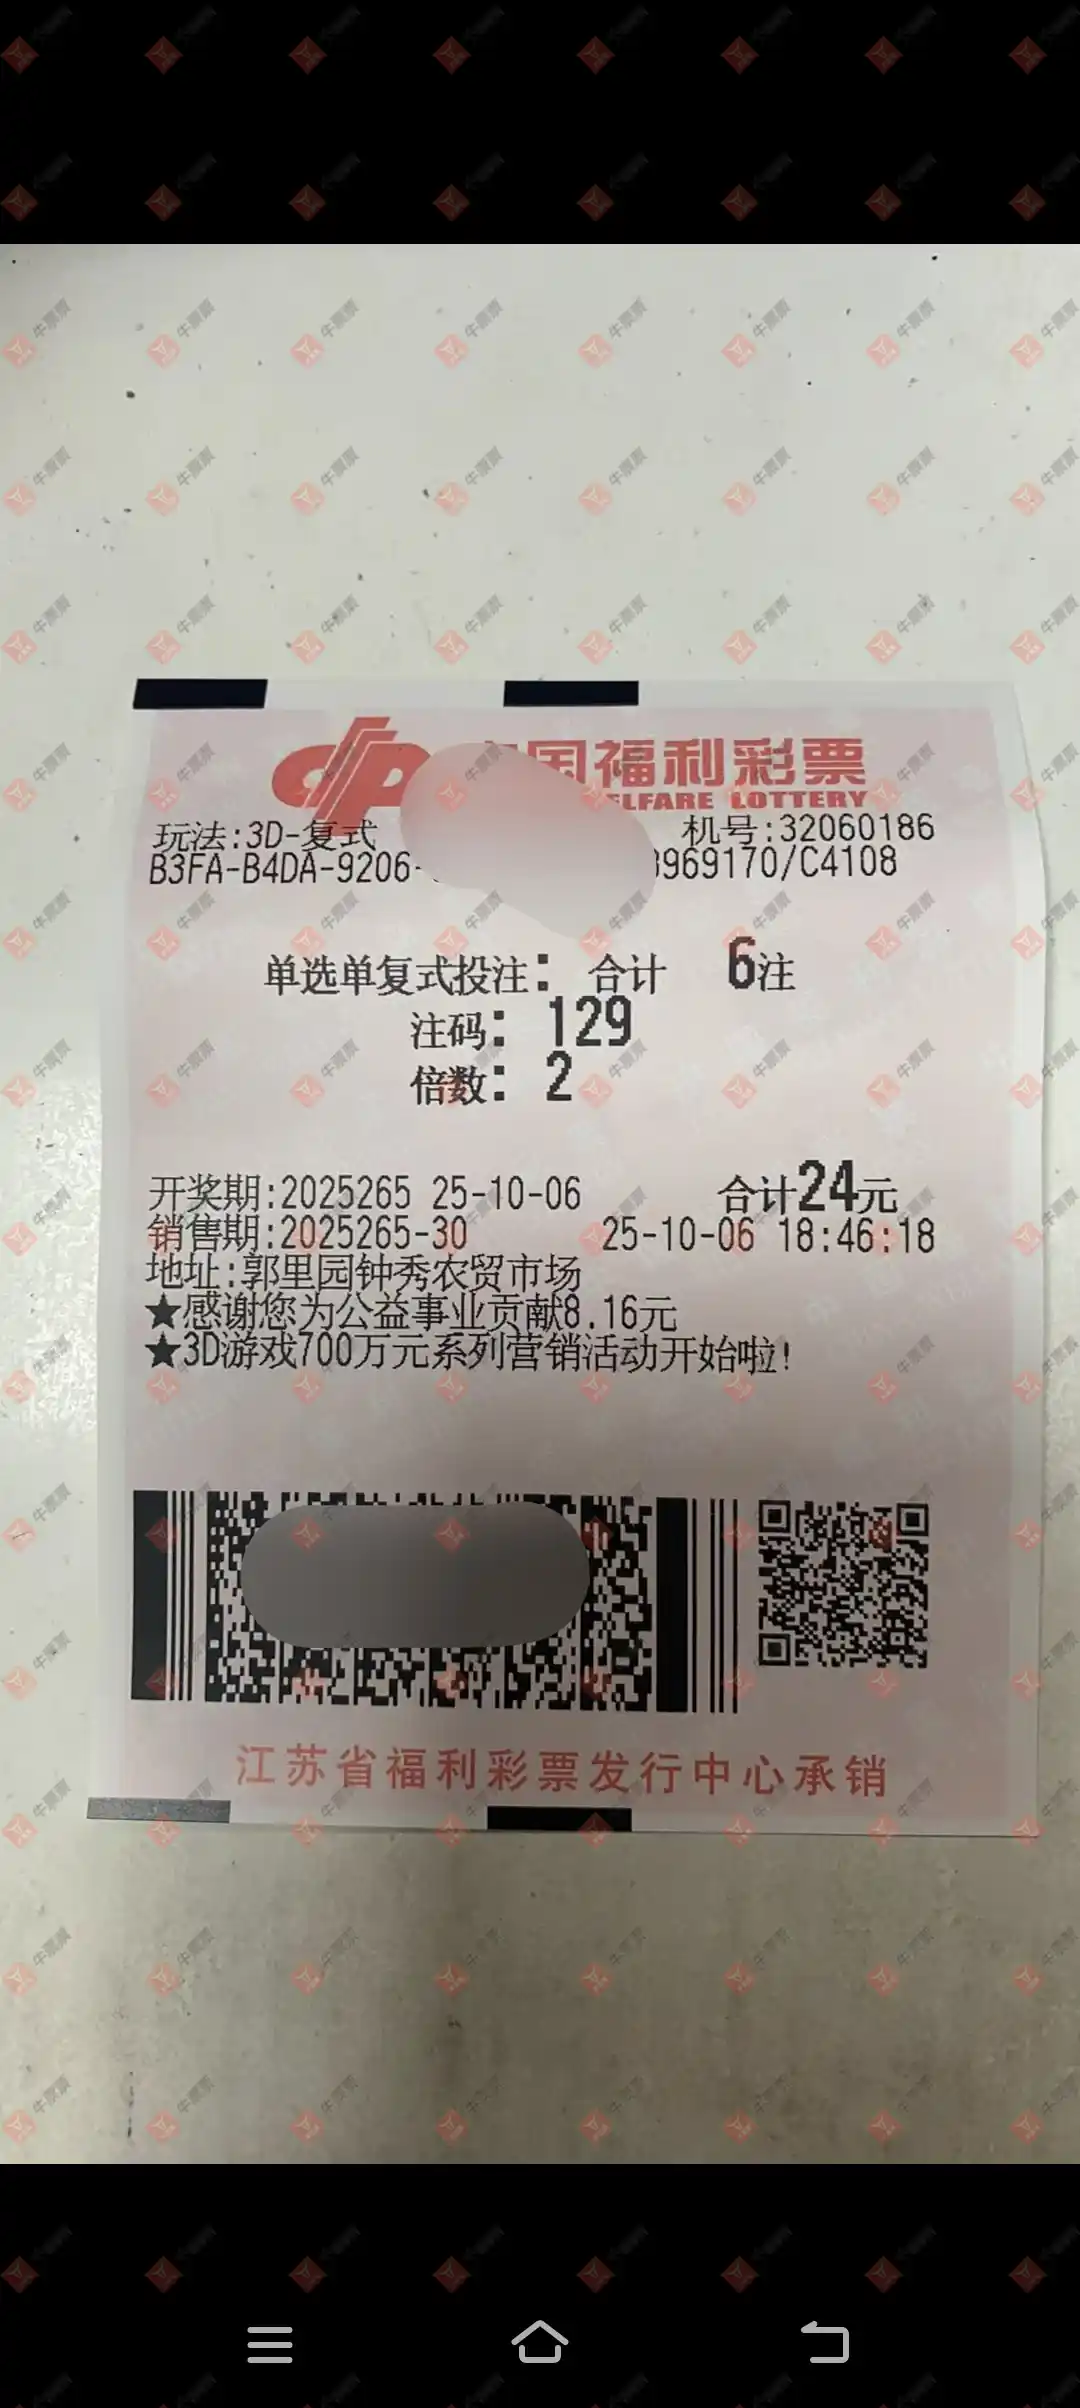 国福利彩票
ELFARE LOTTERY
玩法:3D-复式 机号:32060186
B3FA-B4DA-9206- 969170/C4108
单选单复式投注: 合计 6注
注码: 129
倍数: 2
开奖期:2025265 25-10-06 合计24元
销售期:2025265-30 25-10-06 18:46:18
地址:郭里园钟秀农贸市场
★感谢您为公益事业贡献8.16元
★3D游戏700万元系列营销活动开始啦!
江苏省福利彩票发行中心承销
牛票票